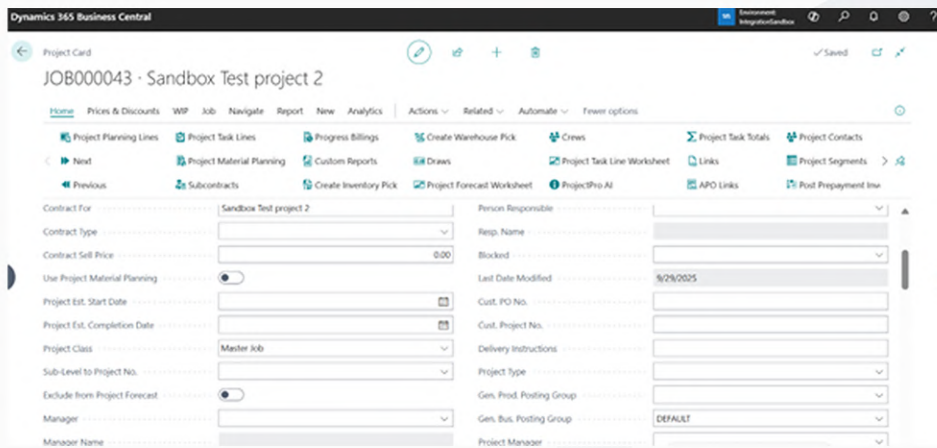 Dynamics 365 Business Central
Environment:
IntegrationSandbox
Project Card
Saved
JOB000043 · Sandbox Test project 2
Home Prices & Discounts WIP Job Navigate Report New Analytics Actions Related Automate Fewer options
Project Planning Lines Project Task Lines Progress Billings Create Warehouse Pick Crews Project Task Totals Project Contacts
Next Project Material Planning Custom Reports Draws Project Task Line Worksheet Links Project Segments
Previous Subcontracts Create Inventory Pick Project Forecast Worksheet ProjectPro AI APO Links Post Prepayment Inv
Contract For Sandbox Test project 2 Person Responsible
Contract Type Resp. Name
Contract Sell Price 0.00 Blocked
Use Project Material Planning Last Date Modified 9/29/2025
Project Est. Start Date Cust. PO No.
Project Est. Completion Date Cust. Project No.
Project Class Master Job Delivery Instructions
Sub-Level to Project No. Project Type
Exclude from Project Forecast Gen. Prod. Posting Group
Manager Gen. Bus. Posting Group DEFAULT
Manager Name Project Manager